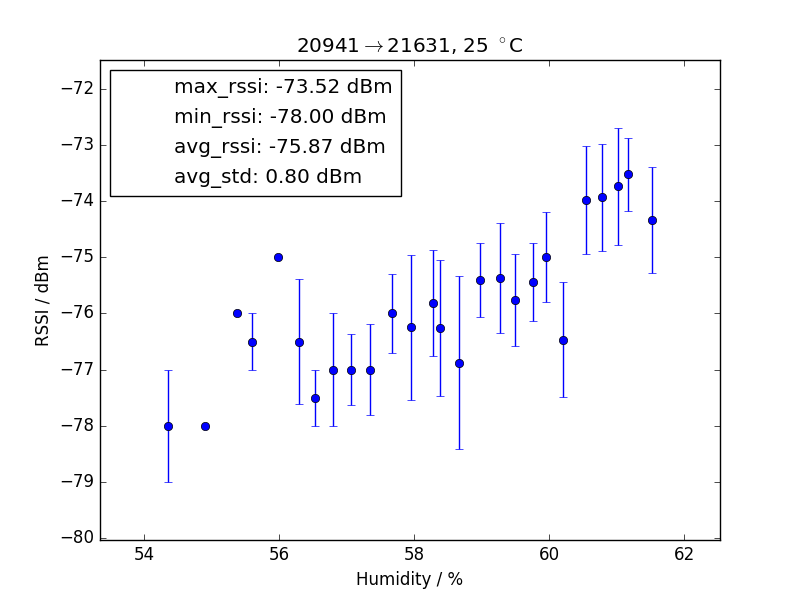 20941→21631, 25 °C
max_rssi: -73.52 dBm
min_rssi: -78.00 dBm
avg_rssi: -75.87 dBm
avg_std: 0.80 dBm
−72
−73
−74
−75
−76
−77
−78
−79
−80
RSSI / dBm
54 56 58 60 62
Humidity / %